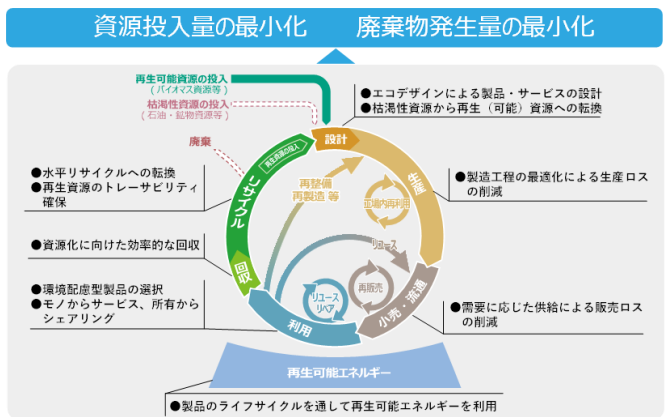 資源投入量の最小化　　廃棄物発生量の最小化
再生可能資源の投入
（バイオマス資源等）
枯渇性資源の投入
（石油・鉱物資源等）
廃棄
●エコデザインによる製品・サービスの設計
●枯渇性資源から再生（可能）資源への転換
設計
再生資源の投入
●水平リサイクルへの転換
●再生資源のトレーサビリティ
確保
リサイクル
再整備
再製造 等
工場内再利用
生産
●製造工程の最適化による生産ロス
の削減
●資源化に向けた効率的な回収
回収
リユース
●環境配慮型製品の選択
●モノからサービス、所有から
シェアリング
利用
リユース
リペア
再販売
小売・流通
●需要に応じた供給による販売ロス
の削減
再生可能エネルギー
●製品のライフサイクルを通して再生可能エネルギーを利用